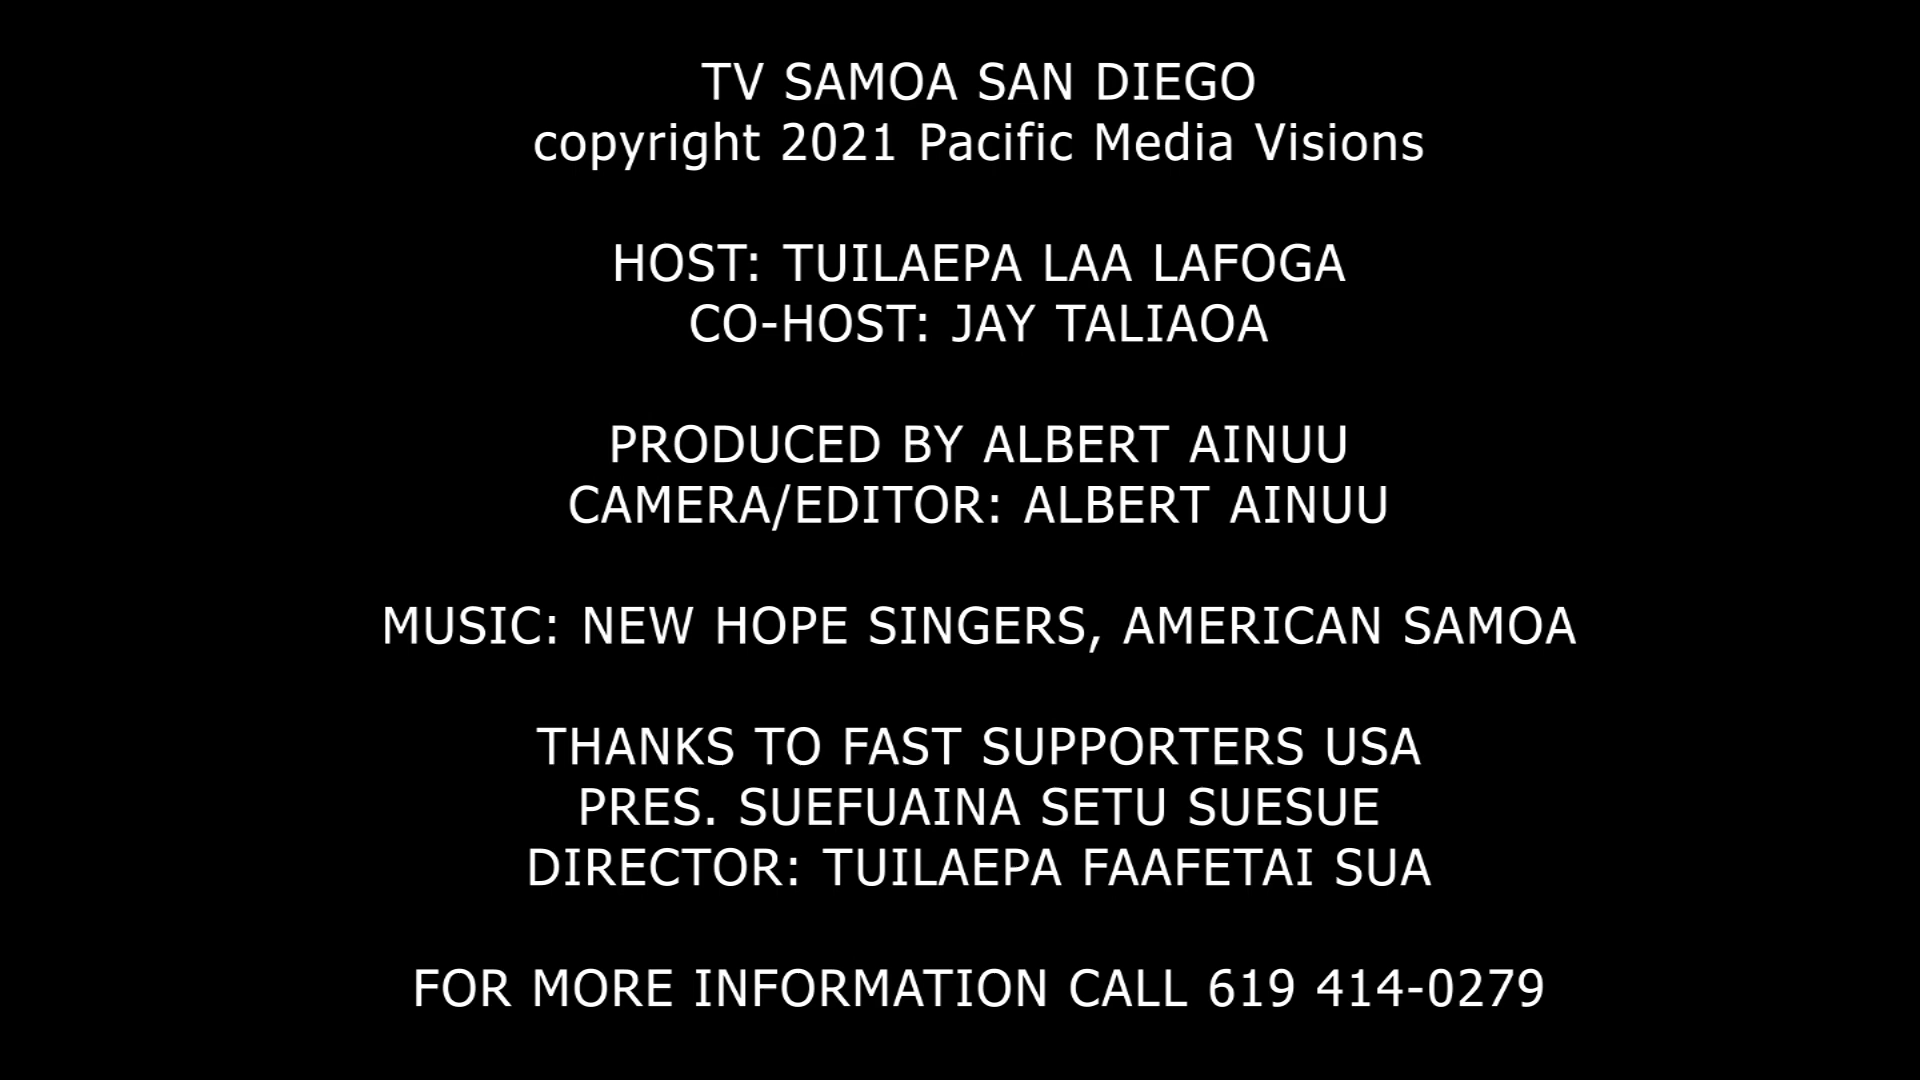 TV SAMOA SAN DIEGO
copyright 2021 Pacific Media Visions
HOST: TUILAEPA LAA LAFOGA
CO-HOST: JAY TALIAOA
PRODUCED BY ALBERT AINUU
CAMERA/EDITOR: ALBERT AINUU
MUSIC: NEW HOPE SINGERS, AMERICAN SAMOA
THANKS TO FAST SUPPORTERS USA
PRES. SUEFUAINA SETU SUESUE
DIRECTOR: TUILAEPA FAAFETAI SUA
FOR MORE INFORMATION CALL 619 414-0279